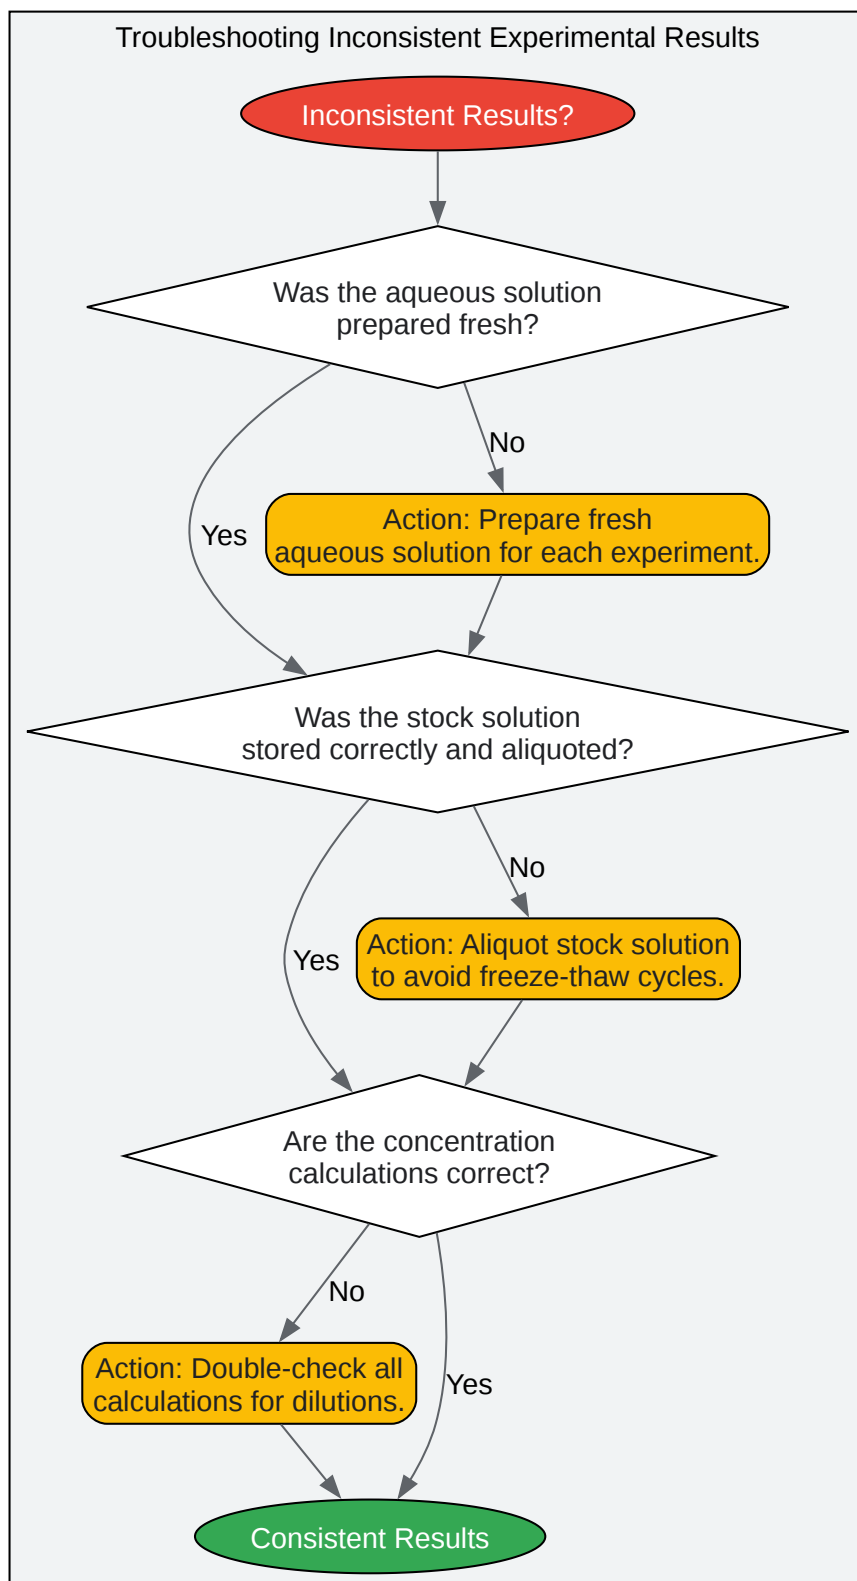 Troubleshooting Inconsistent Experimental Results
Inconsistent Results?
Was the aqueous solution
prepared fresh?
No
Yes
Action: Prepare fresh
aqueous solution for each experiment.
Was the stock solution
stored correctly and aliquoted?
No
Yes
Action: Aliquot stock solution
to avoid freeze-thaw cycles.
Are the concentration
calculations correct?
No
Action: Double-check all
calculations for dilutions.
Yes
Consistent Results